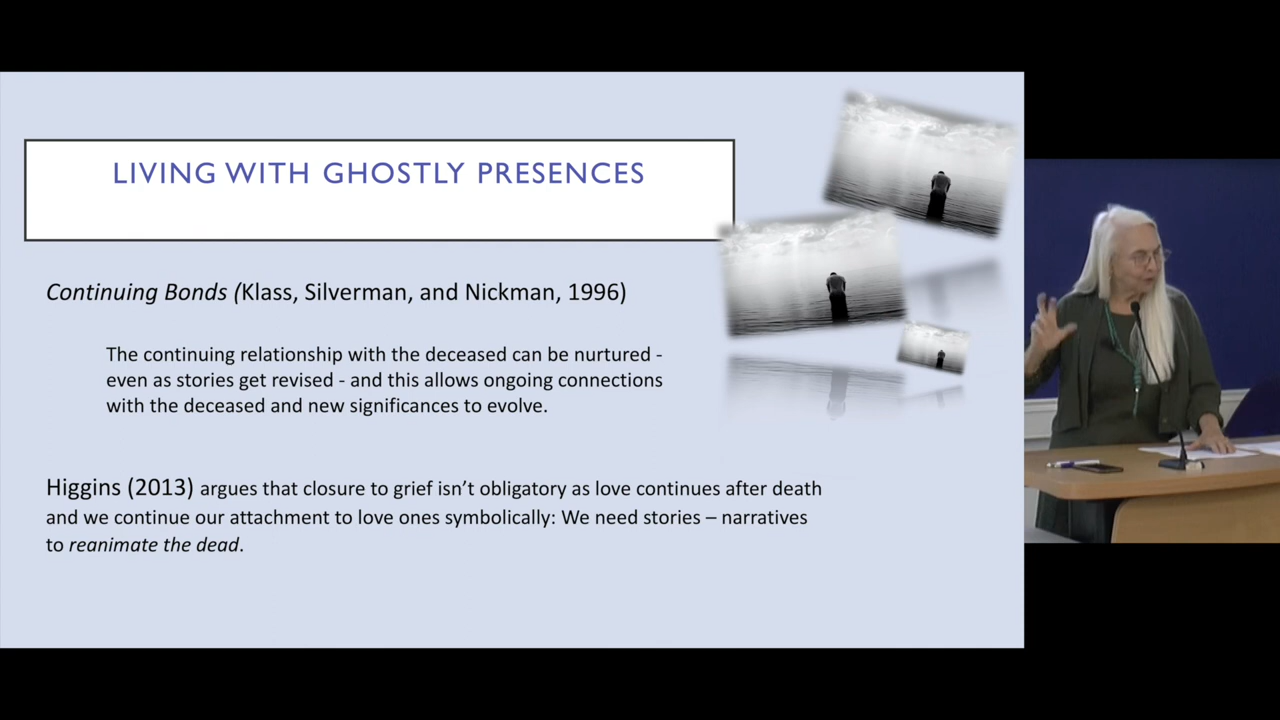 LIVING WITH GHOSTLY PRESENCES
Continuing Bonds (Klass, Silverman, and Nickman, 1996)
The continuing relationship with the deceased can be nurtured -
even as stories get revised - and this allows ongoing connections
with the deceased and new significances to evolve.
Higgins (2013) argues that closure to grief isn't obligatory as love continues after death
and we continue our attachment to love ones symbolically: We need stories – narratives
to reanimate the dead.